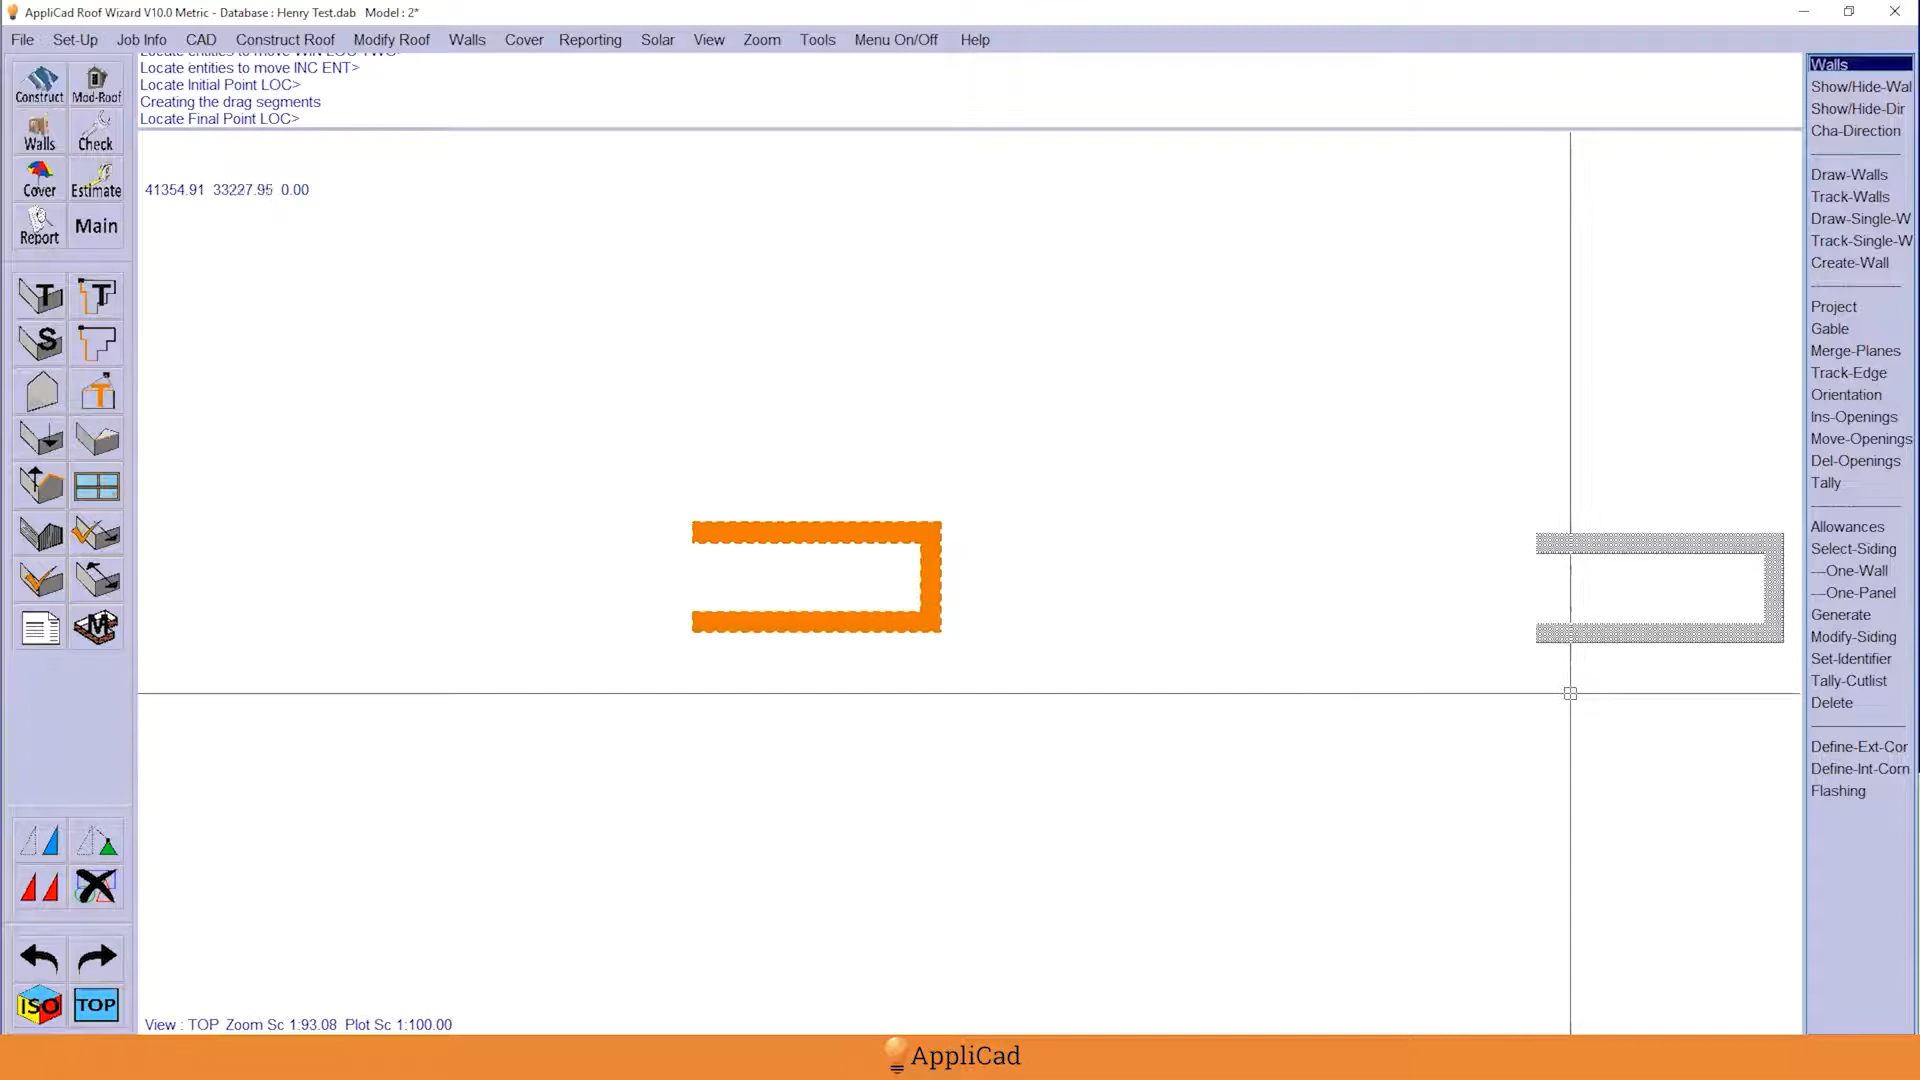 AppliCad Roof Wizard V10.0 Metric - Database : Henry Test.dab  Model : 2*
File  Set-Up  Job Info  CAD  Construct Roof  Modify Roof  Walls  Cover  Reporting  Solar  View  Zoom  Tools  Menu On/Off  Help
Locate entities to move INC ENT>
Locate Initial Point LOC>
Creating the drag segments
Locate Final Point LOC>
41354.91  33227.95  0.00
Construct  Mod-Roof
Walls  Check
Cover  Estimate
Report  Main
T  T
S
T
M
ISO  TOP
View : TOP  Zoom Sc 1:93.08  Plot Sc 1:100.00
Walls
Show/Hide-Wal
Show/Hide-Dir
Cha-Direction
Draw-Walls
Track-Walls
Draw-Single-W
Track-Single-W
Create-Wall
Project
Gable
Merge-Planes
Track-Edge
Orientation
Ins-Openings
Move-Openings
Del-Openings
Tally
Allowances
Select-Siding
---One-Wall
---One-Panel
Generate
Modify-Siding
Set-Identifier
Tally-Cutlist
Delete
Define-Ext-Cor
Define-Int-Corn
Flashing
AppliCad